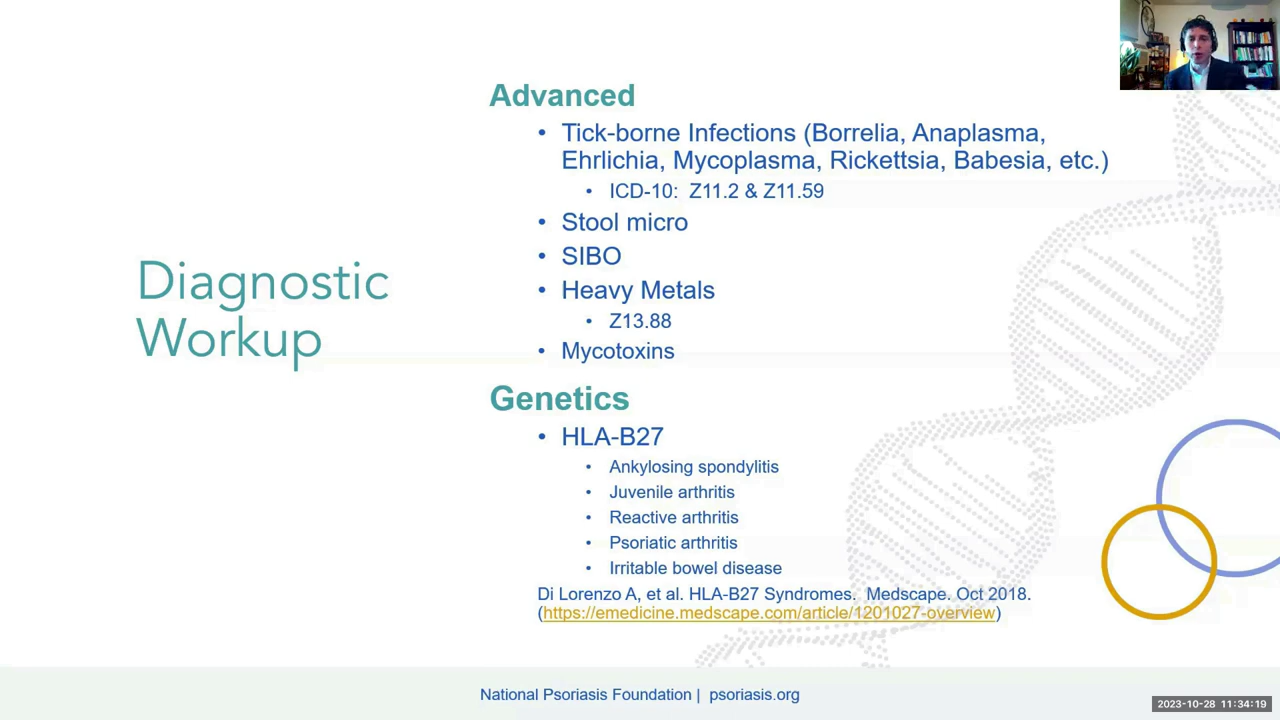 Diagnostic
Workup
Advanced
• Tick-borne Infections (Borrelia, Anaplasma,
Ehrlichia, Mycoplasma, Rickettsia, Babesia, etc.)
• ICD-10: Z11.2 & Z11.59
• Stool micro
• SIBO
• Heavy Metals
• Z13.88
• Mycotoxins
Genetics
• HLA-B27
• Ankylosing spondylitis
• Juvenile arthritis
• Reactive arthritis
• Psoriatic arthritis
• Irritable bowel disease
Di Lorenzo A, et al. HLA-B27 Syndromes. Medscape. Oct 2018.
(https://emedicine.medscape.com/article/1201027-overview)
National Psoriasis Foundation | psoriasis.org
2023-10-28 11:34:19